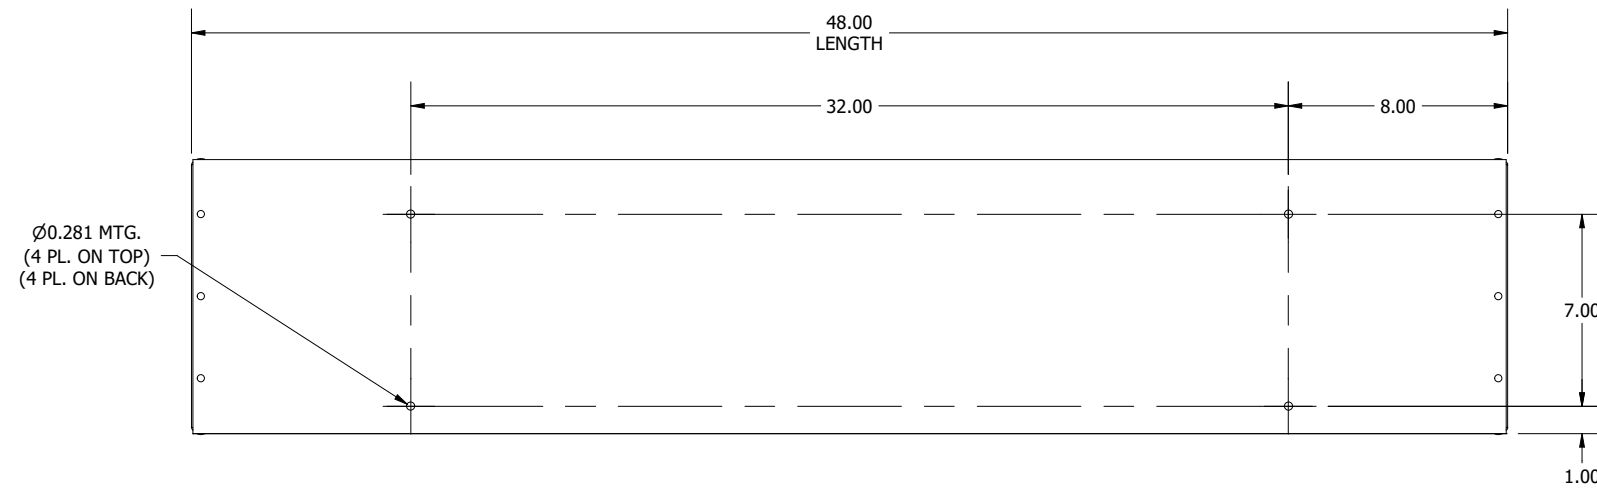 48.00
LENGTH
32.00
8.00
Ø0.281 MTG.
(4 PL. ON TOP)
(4 PL. ON BACK)
7.00
1.00